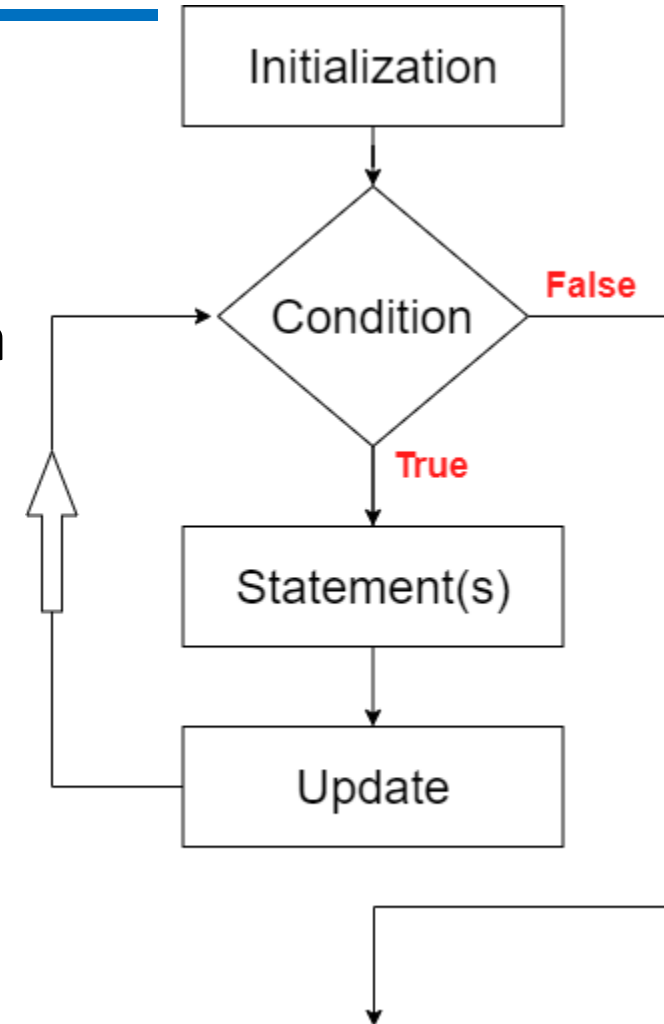 Initialization
Condition
False
True
Statement(s)
Update